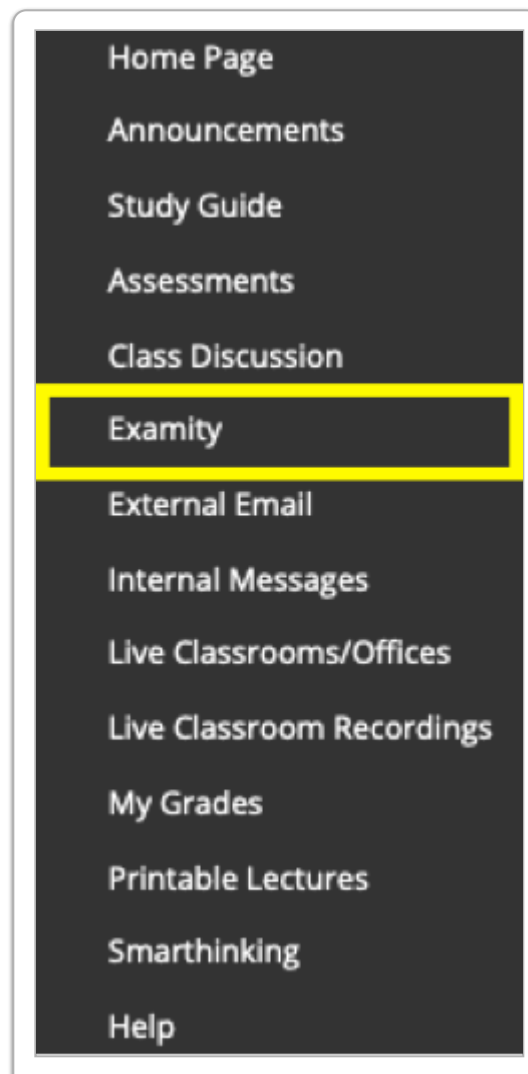 Home Page
Announcements
Study Guide
Assessments
Class Discussion
Examity
External Email
Internal Messages
Live Classrooms/Offices
Live Classroom Recordings
My Grades
Printable Lectures
Smarthinking
Help